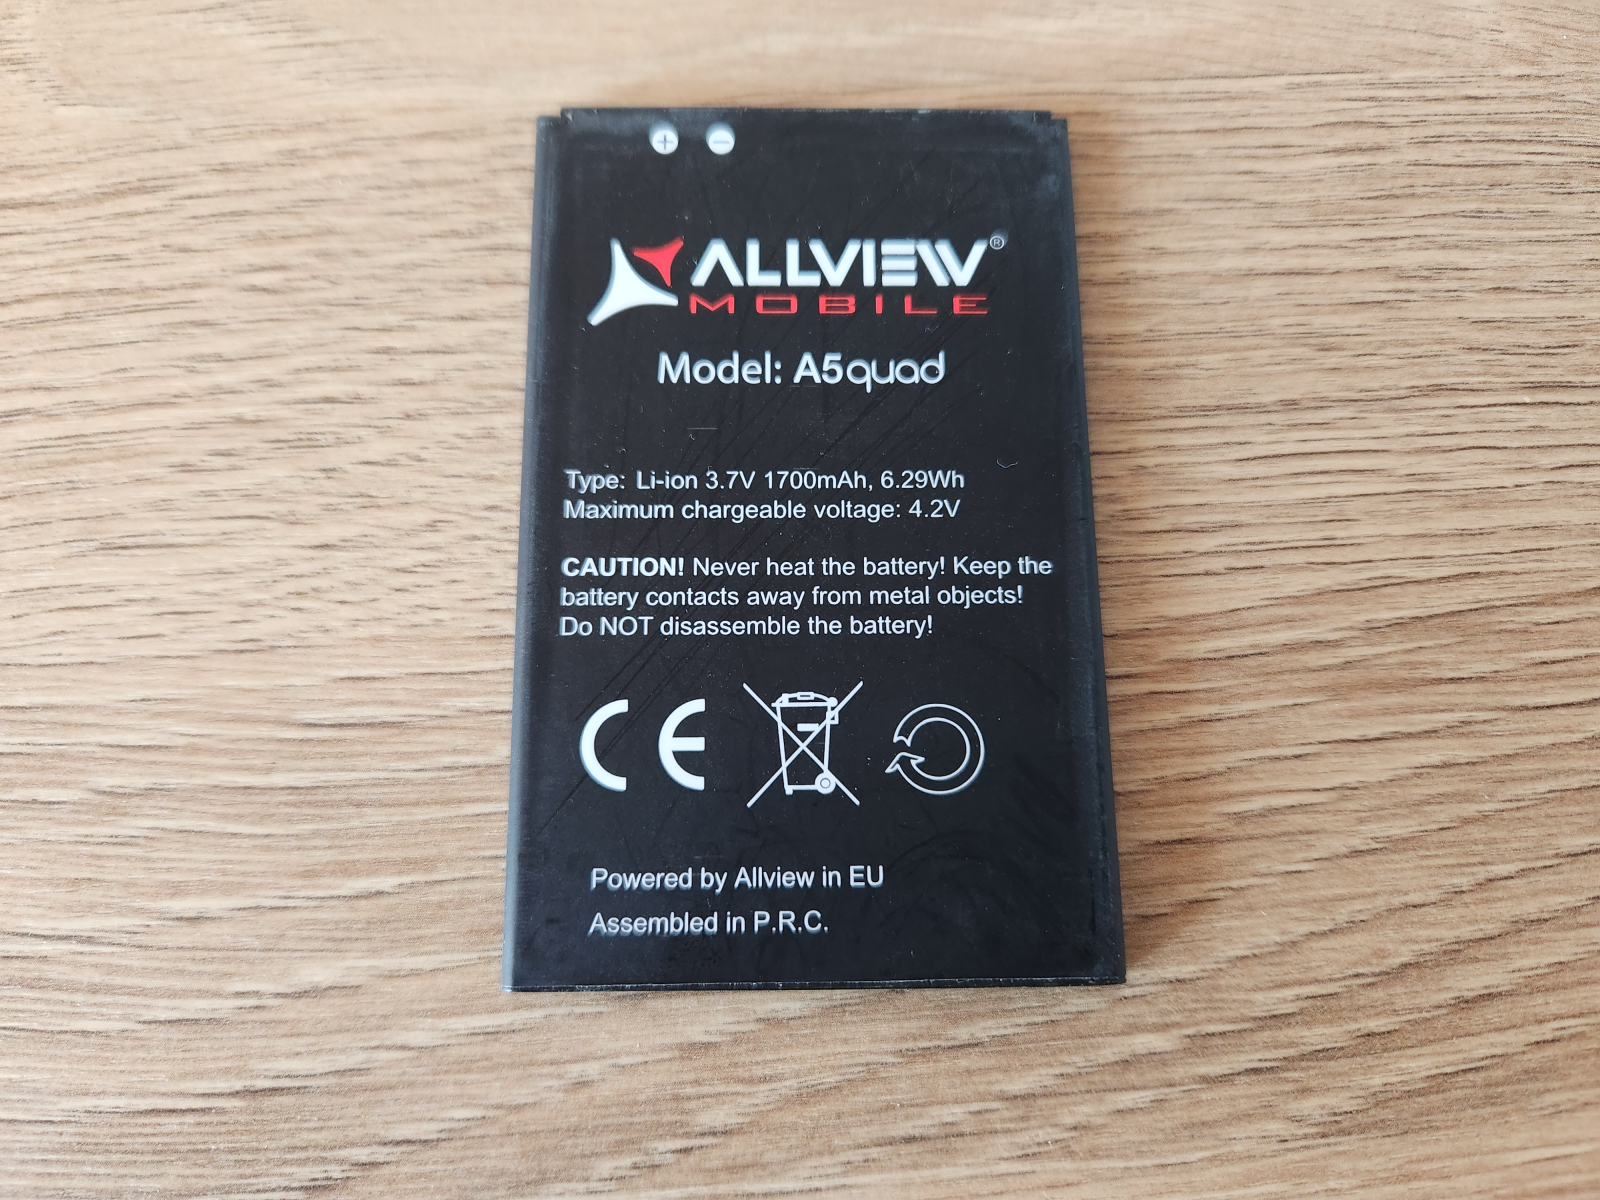 + −
ALLVIEW®
MOBILE
Model: A5quad
Type: Li-ion 3.7V 1700mAh, 6.29Wh
Maximum chargeable voltage: 4.2V
CAUTION! Never heat the battery! Keep the
battery contacts away from metal objects!
Do NOT disassemble the battery!
CE
Powered by Allview in EU
Assembled in P.R.C.